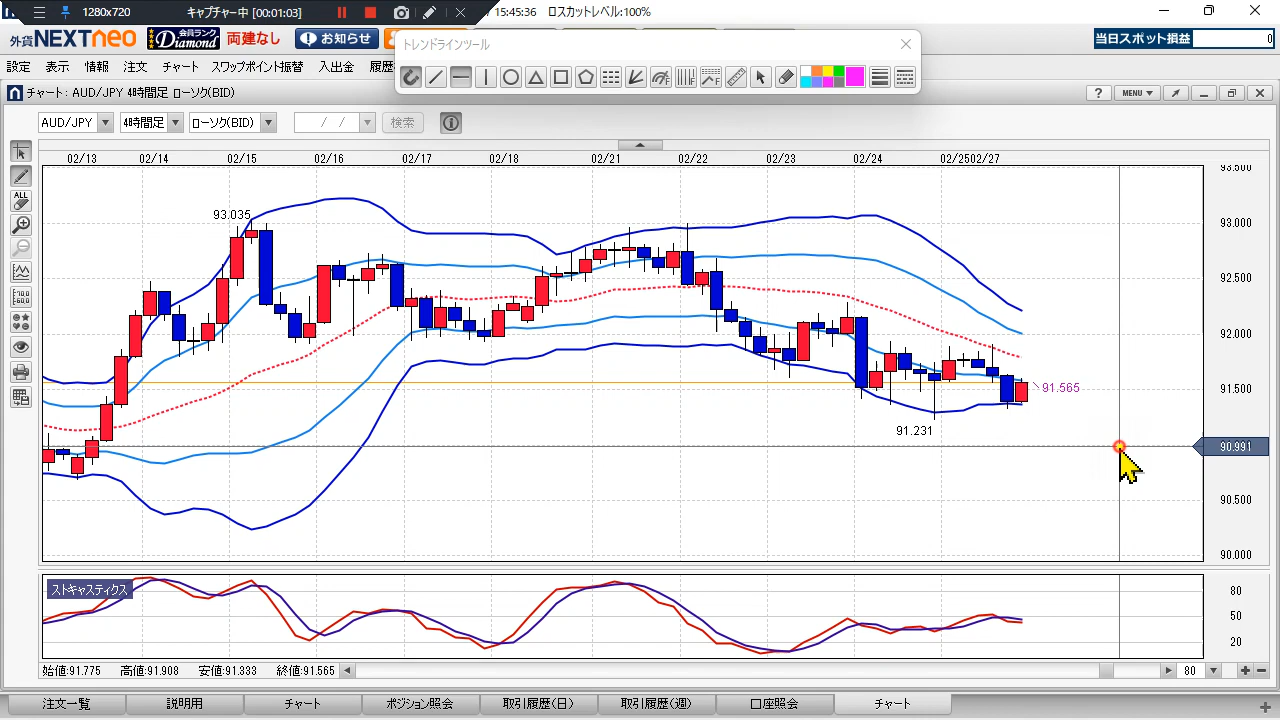 1280x720 キャプチャー中 [00:01:03] / 15:45:36 ロスカットレベル:100%
外貨NEXTneo 会員ランク Diamond 両建なし お知らせ 当日スポット損益 0
トレンドラインツール
設定 表示 情報 注文 チャート スワップポイント振替 入出金 履歴
チャート : AUD/JPY 4時間足 ローソク(BID) ? MENU
AUD/JPY 4時間足 ローソク(BID) / / 検索
ALL
02/13 02/14 02/15 02/16 02/17 02/18 02/21 02/22 02/23 02/24 02/25 02/27
93.500
93.035
93.000
92.500
92.000
91.500
91.565
91.231
90.991
90.500
90.000
ストキャスティクス
80
50
20
始値:91.775 高値:91.908 安値:91.333 終値:91.565 80
注文一覧 説明用 チャート ポジション照会 取引履歴(日) 取引履歴(週) 口座照会 チャート